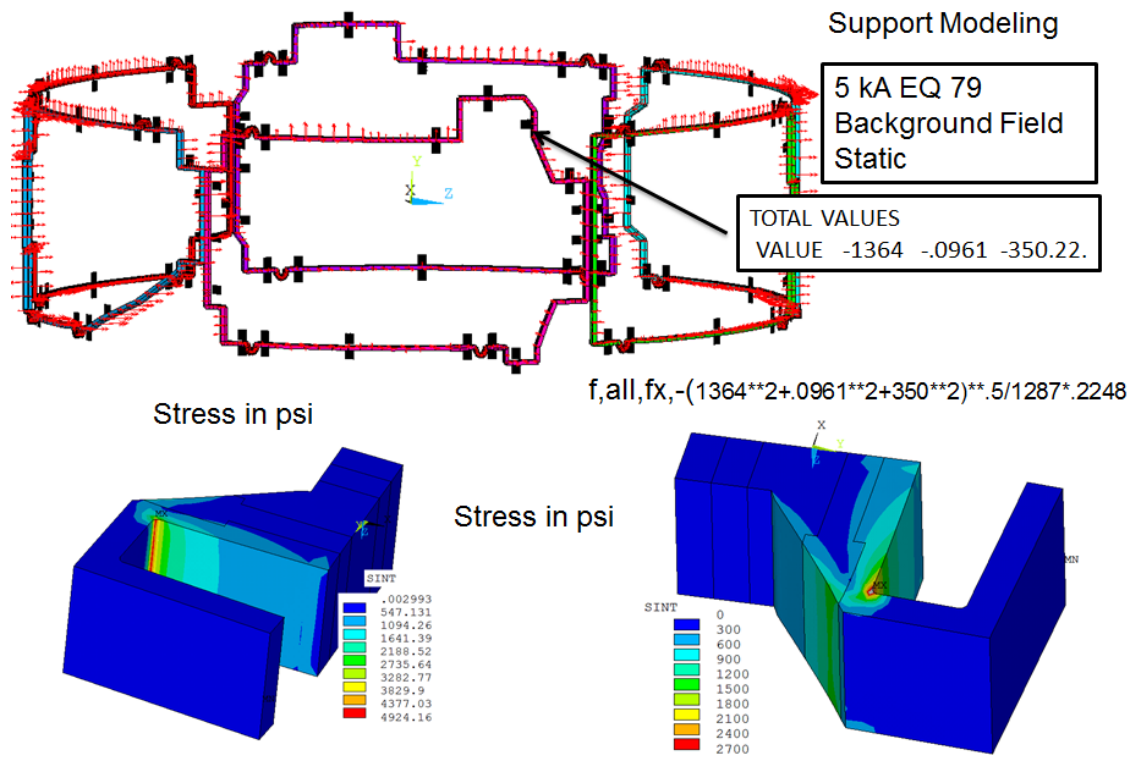 Support Modeling
5 kA EQ 79
Background Field
Static
Y
X
Z
TOTAL VALUES
VALUE -1364 -.0961 -350.22.
f,all,fx,-(1364**2+.0961**2+350**2)**.5/1287*.2248
Stress in psi
Stress in psi
MX
SINT
.002993
547.131
1094.26
1641.39
2188.52
2735.64
3282.77
3829.9
4377.03
4924.16
X
Y
Z
MX
MN
SINT
0
300
600
900
1200
1500
1800
2100
2400
2700